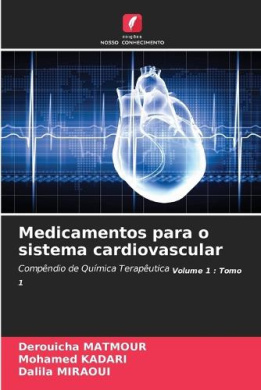 edições
NOSSO CONHECIMENTO
Medicamentos para o
sistema cardiovascular
Compêndio de Química Terapêutica Volume 1 : Tomo
1
Derouicha MATMOUR
Mohamed KADARI
Dalila MIRAOUI